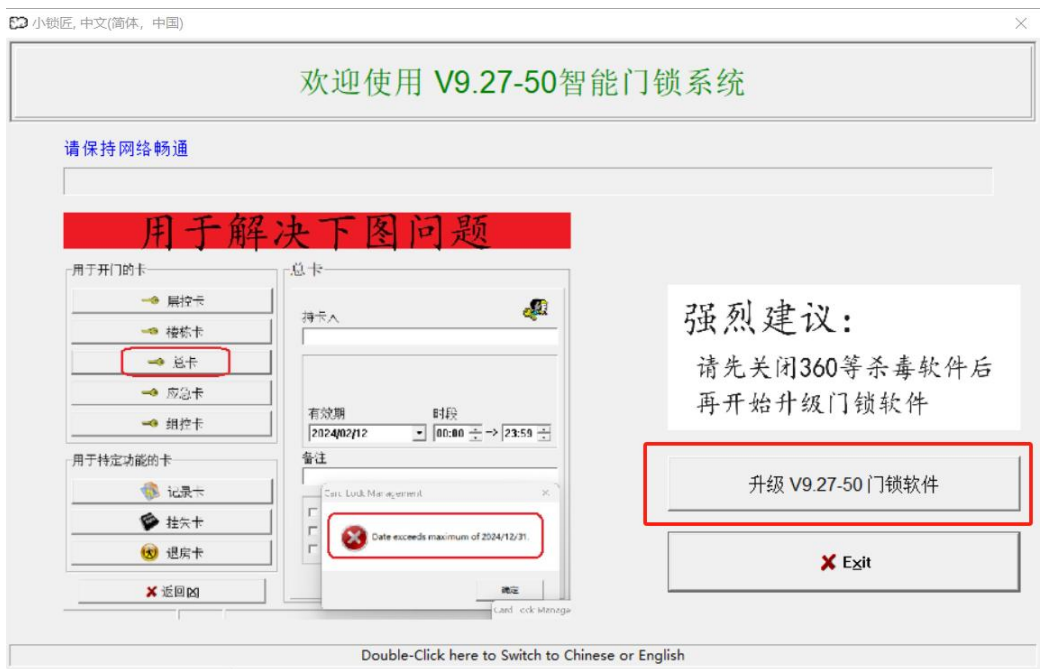 小锁匠, 中文(简体，中国)
欢迎使用 V9.27-50智能门锁系统
请保持网络畅通
用于解决下图问题
用于开门的卡
层控卡
楼栋卡
总卡
应急卡
组控卡
用于特定功能的卡
记录卡
挂失卡
退房卡
返回
总卡
持卡人
有效期
时段
2024/02/12
00:00 -> 23:59
备注
Card Lock Management
Date exceeds maximum of 2024/12/31.
确定
强烈建议:
请先关闭360等杀毒软件后
再开始升级门锁软件
升级 V9.27-50 门锁软件
Exit
Double-Click here to Switch to Chinese or English